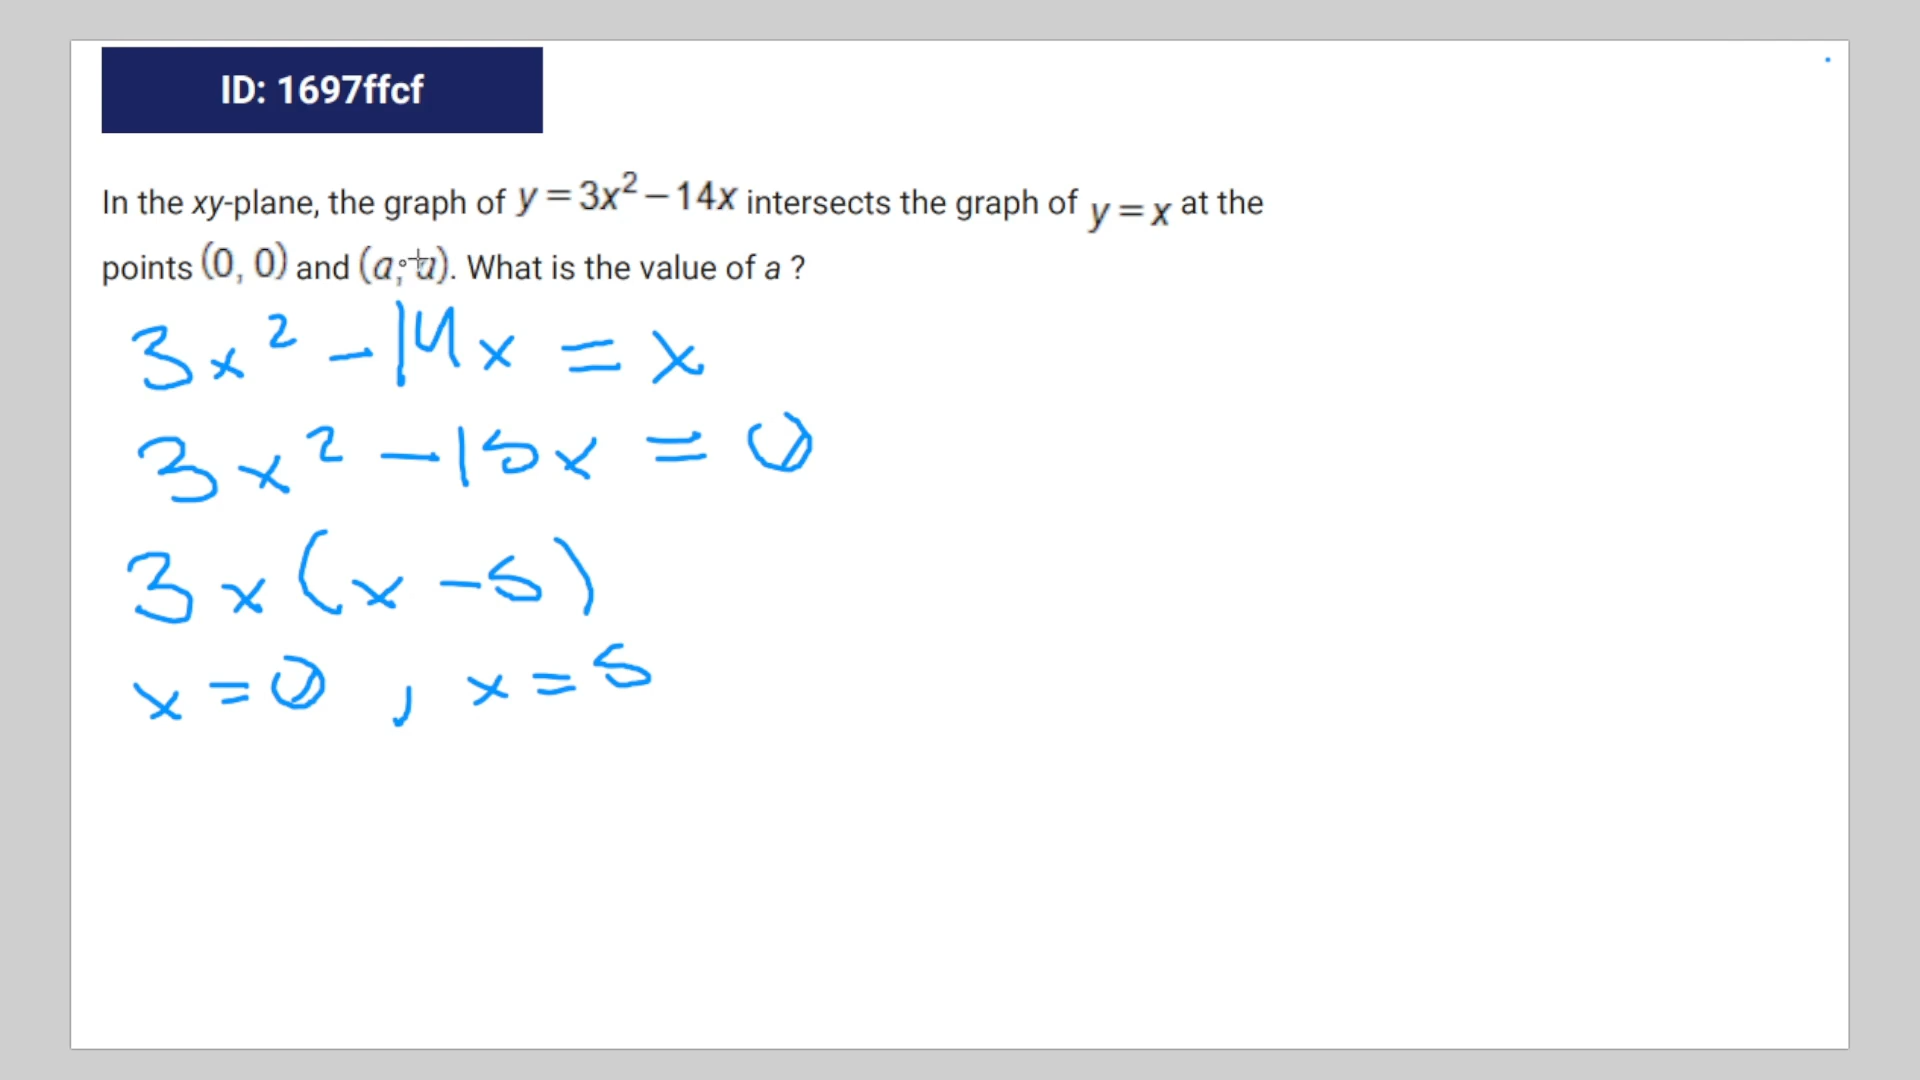 ID: 1697ffcf
In the xy-plane, the graph of y = 3x² – 14x intersects the graph of y = x at the
points (0, 0) and (a, a). What is the value of a ?
3x² – 14x = x
3x² – 15x = 0
3x(x – 5)
x = 0 , x = 5